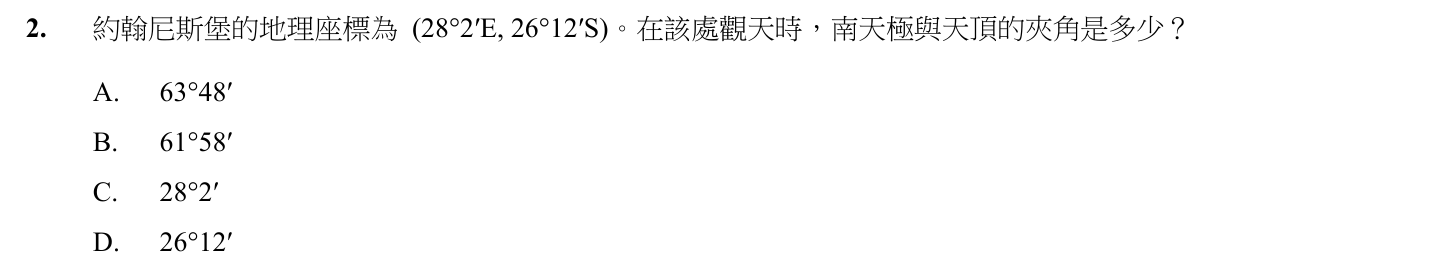 2. 約翰尼斯堡的地理座標為 (28°2′E, 26°12′S)。在該處觀天時，南天極與天頂的夾角是多少？
A. 63°48′
B. 61°58′
C. 28°2′
D. 26°12′